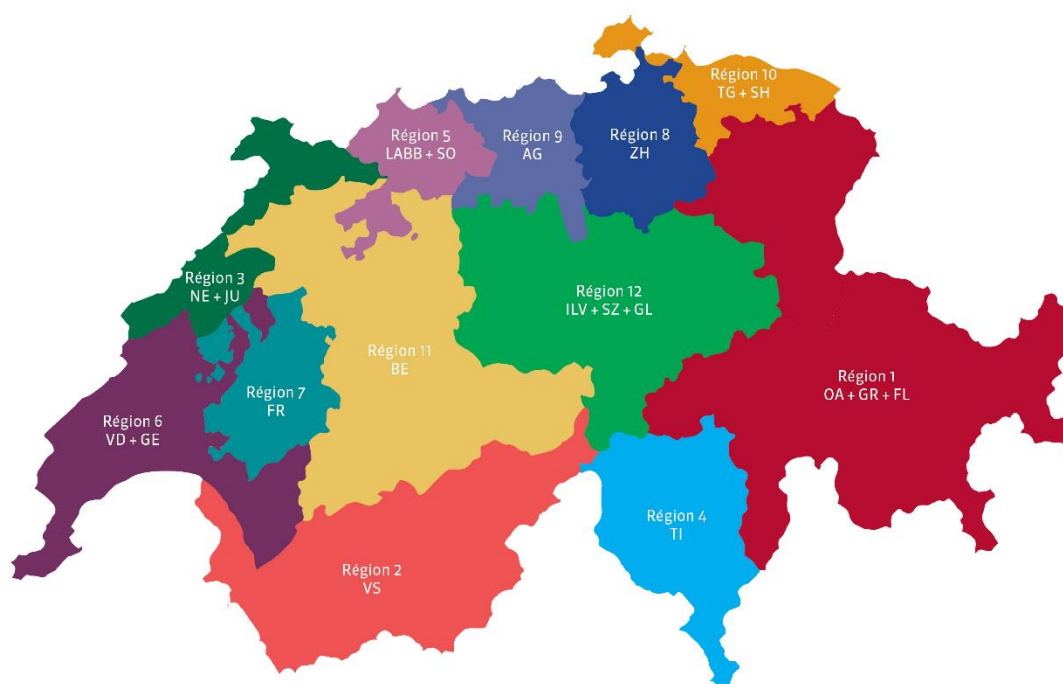 Région 10
TG + SH
Région 5
LABB + SO
Région 9
AG
Région 8
ZH
Région 3
NE + JU
Région 12
ILV + SZ + GL
Région 11
BE
Région 1
OA + GR + FL
Région 7
FR
Région 6
VD + GE
Région 4
TI
Région 2
VS